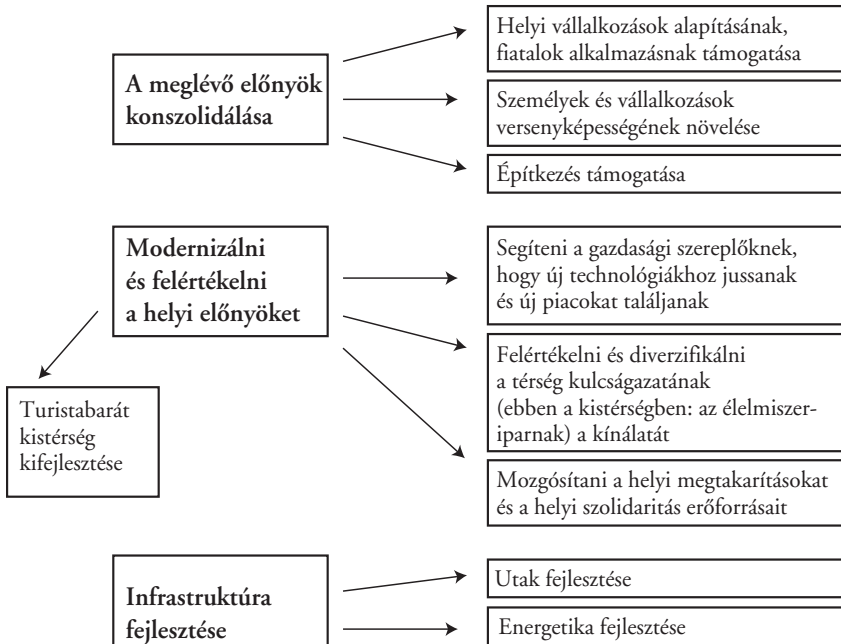 A meglévő előnyök
konszolidálása
Helyi vállalkozások alapításának,
fiatalok alkalmazásnak támogatása
Személyek és vállalkozások
versenyképességének növelése
Építkezés támogatása
Modernizálni
és felértékelni
a helyi előnyöket
Segíteni a gazdasági szereplőknek,
hogy új technológiákhoz jussanak
és új piacokat találjanak
Felértékelni és diverzifikálni
a térség kulcságazatának
(ebben a kistérségben: az élelmiszer-
iparnak) a kínálatát
Mozgósítani a helyi megtakarításokat
és a helyi szolidaritás erőforrásait
Turistabarát
kistérség
kifejlesztése
Infrastruktúra
fejlesztése
Utak fejlesztése
Energetika fejlesztése